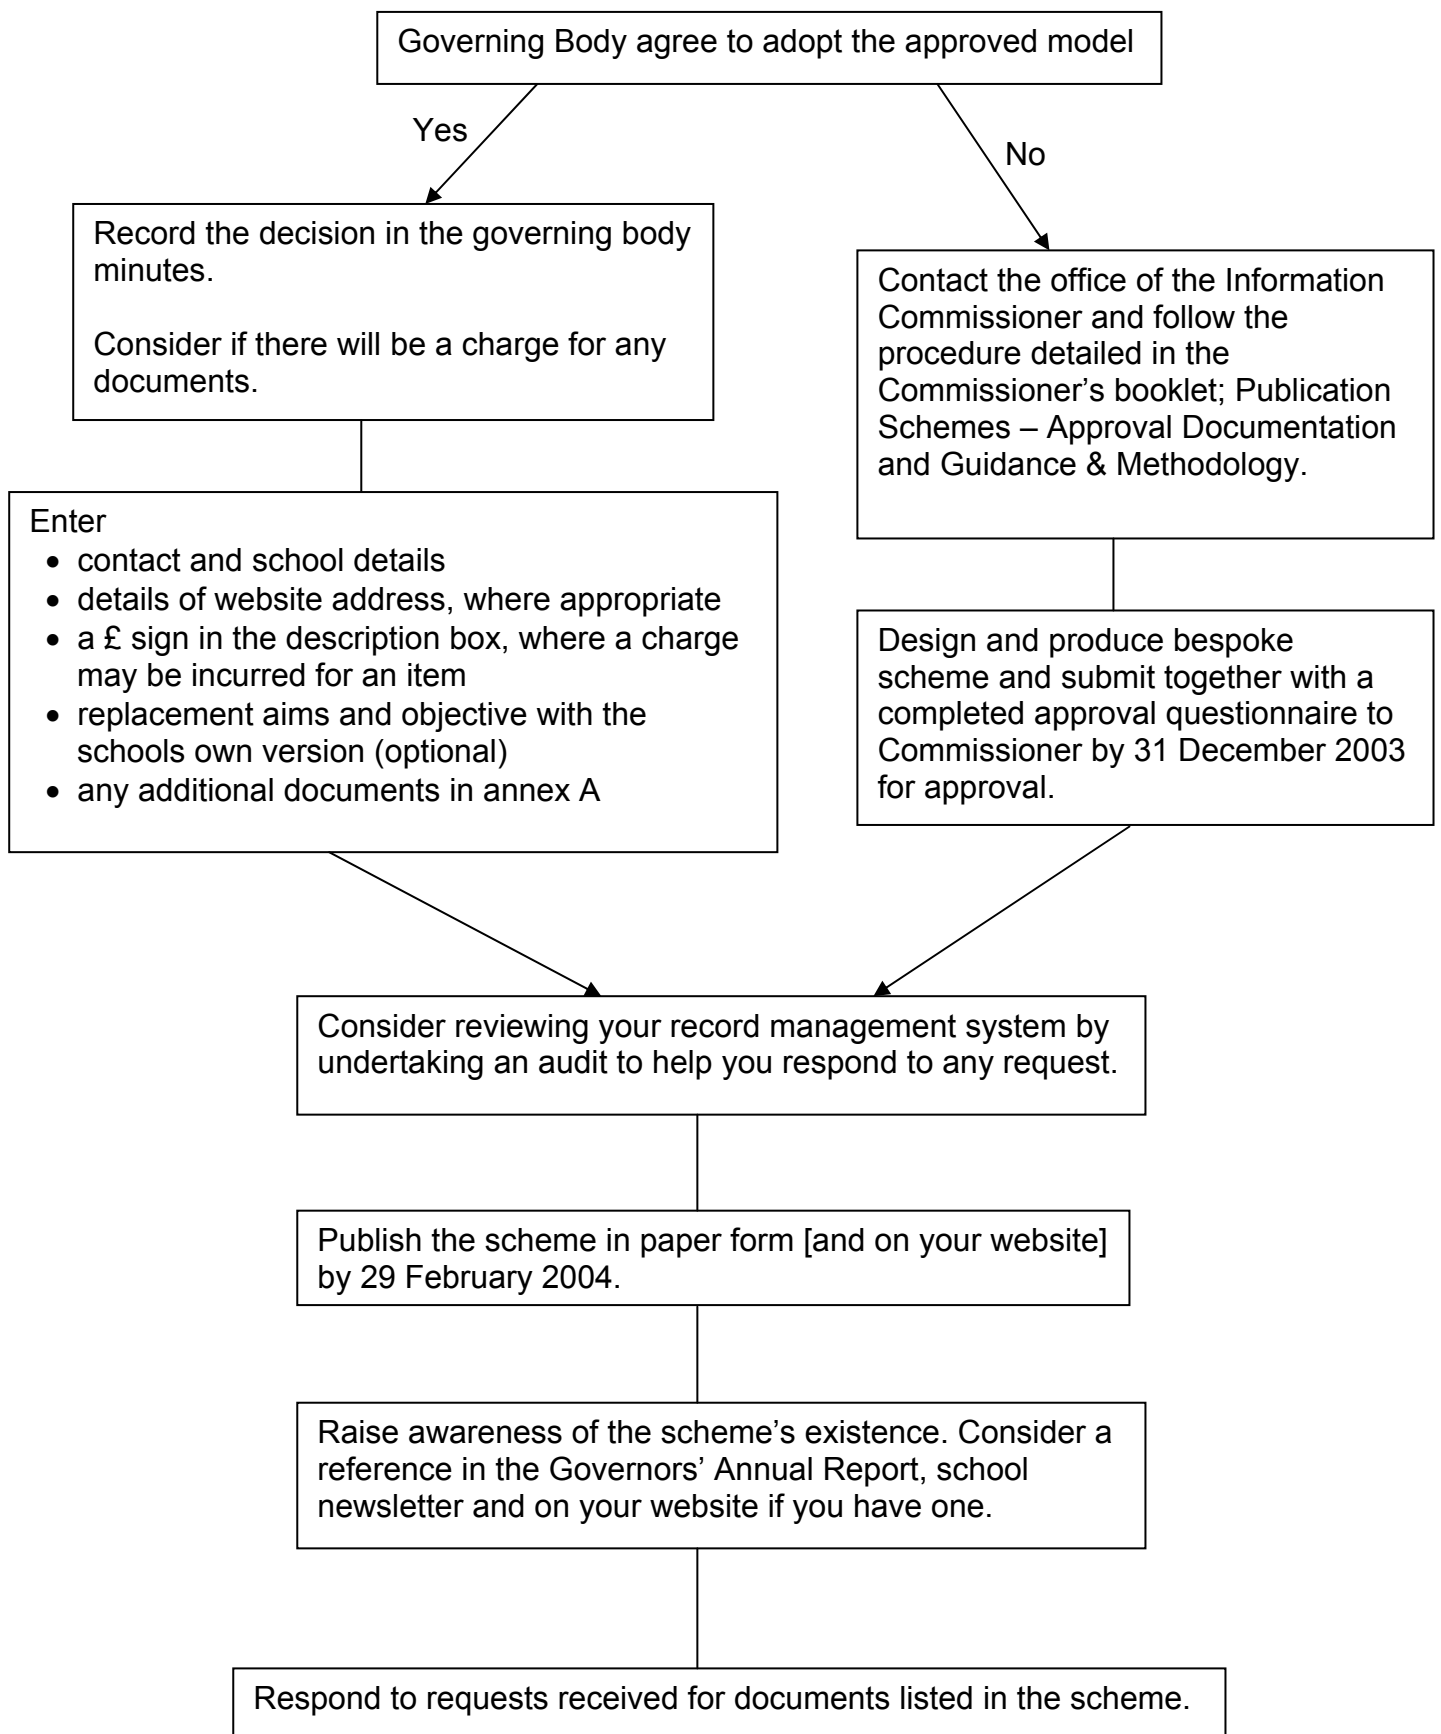 Governing Body agree to adopt the approved model
Yes
No
Record the decision in the governing body
minutes.
Consider if there will be a charge for any
documents.
Contact the office of the Information
Commissioner and follow the
procedure detailed in the
Commissioner’s booklet; Publication
Schemes – Approval Documentation
and Guidance & Methodology.
Enter
• contact and school details
• details of website address, where appropriate
• a £ sign in the description box, where a charge
may be incurred for an item
• replacement aims and objective with the
schools own version (optional)
• any additional documents in annex A
Design and produce bespoke
scheme and submit together with a
completed approval questionnaire to
Commissioner by 31 December 2003
for approval.
Consider reviewing your record management system by
undertaking an audit to help you respond to any request.
Publish the scheme in paper form [and on your website]
by 29 February 2004.
Raise awareness of the scheme’s existence. Consider a
reference in the Governors’ Annual Report, school
newsletter and on your website if you have one.
Respond to requests received for documents listed in the scheme.